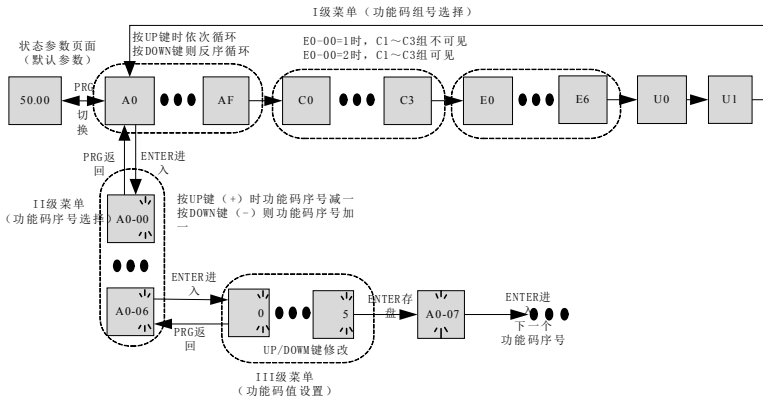 I级菜单（功能码组号选择）
状态参数页面
（默认参数）
按UP键时依次循环
按DOWN键则反序循环
E0-00=1时，C1～C3组不可见
E0-00=2时，C1～C3组可见
50.00
PRG
切
换
A0
AF
C0
C3
E0
E6
U0
U1
PRG返
回
ENTER进
入
II级菜单
（功能码序号选择）
按UP键（+）时功能码序号减一
按DOWN键（-）则功能码序号加
一
A0-00
A0-06
ENTER进
入
PRG返
回
0
5
UP/DOWM键修改
III级菜单
（功能码值设置）
ENTER存
盘
A0-07
ENTER进
入
下一个
功能码序号